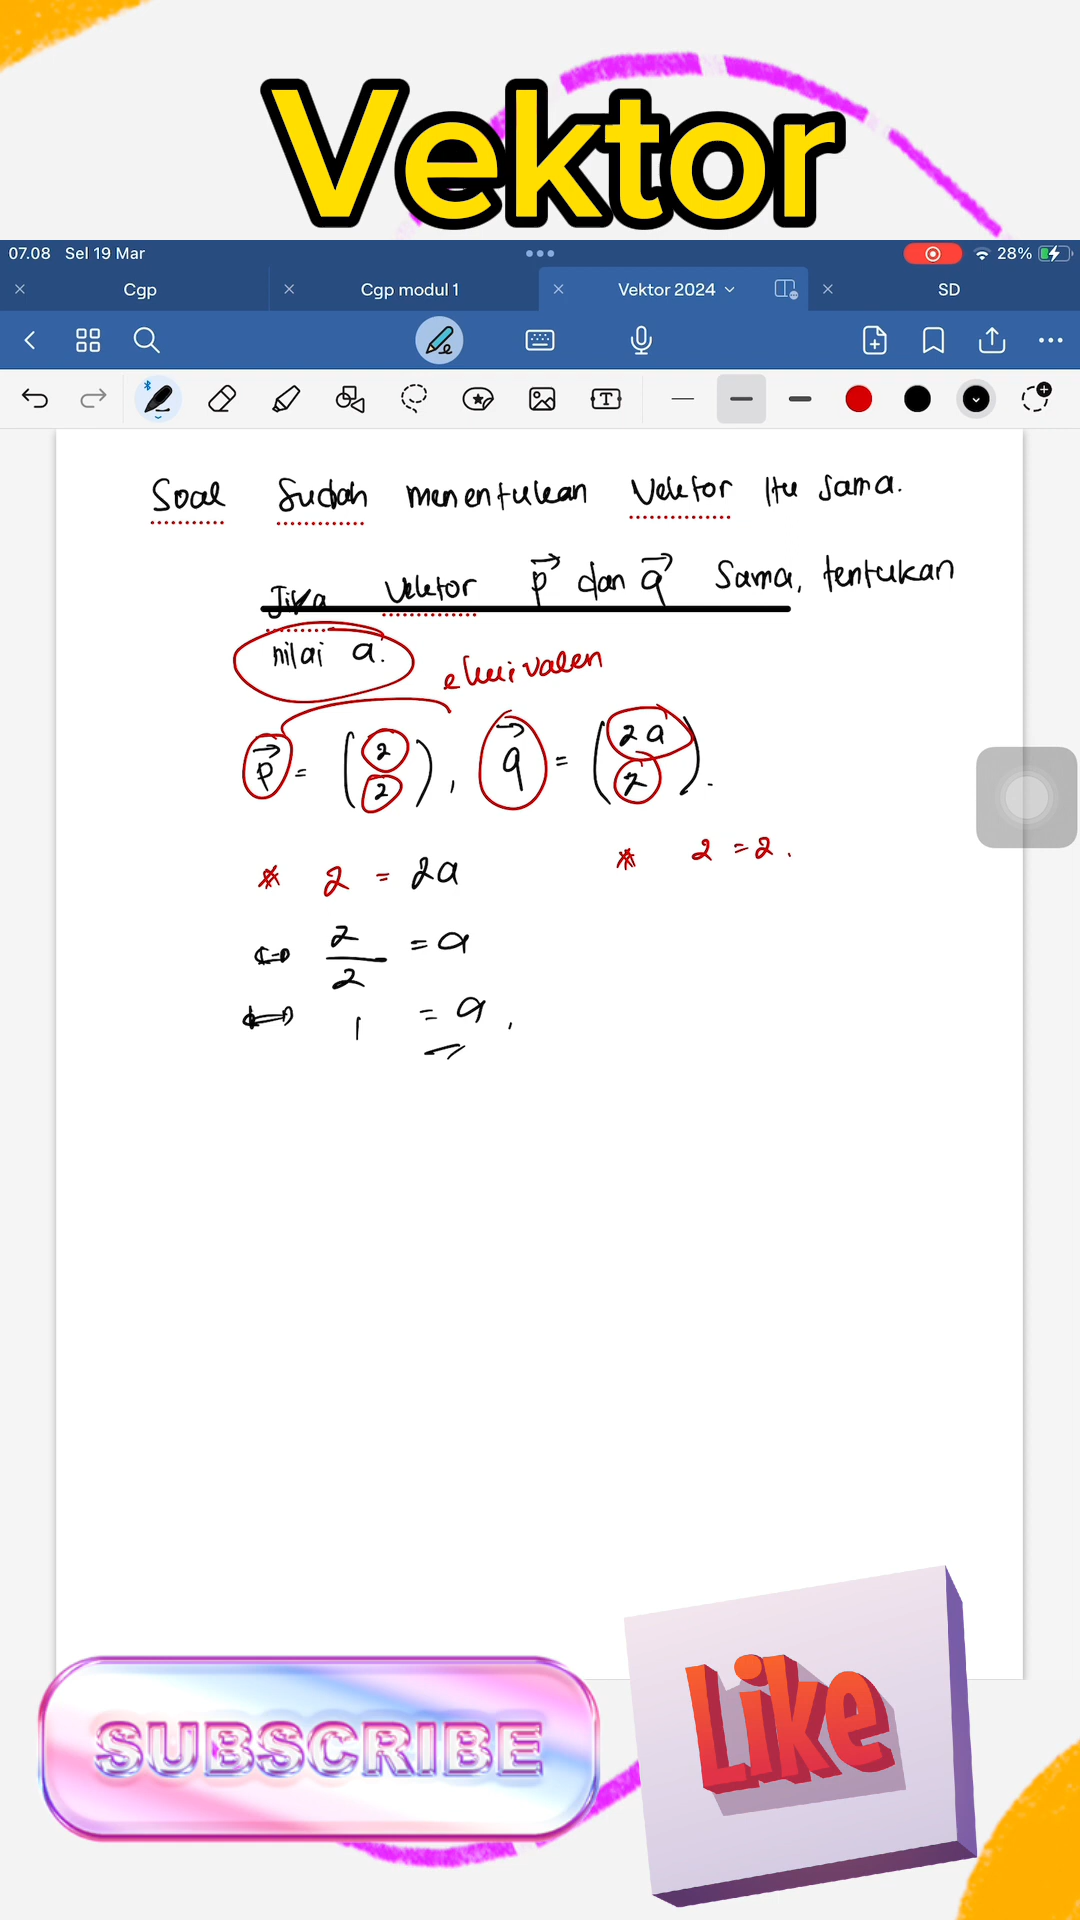 Vektor
07.08 Sel 19 Mar
28%
Cgp
Cgp modul 1
Vektor 2024
SD
Soal Sudah menentukan Vektor itu sama.
Jika Vektor p⃗ dan q⃗ Sama, tentukan
nilai a.
ekuivalen
p⃗ = (2 2), q⃗ = (2a 2).
* 2 = 2a
* 2 = 2.
⇔ 2/2 = a
⇔ 1 = a,
SUBSCRIBE
Like